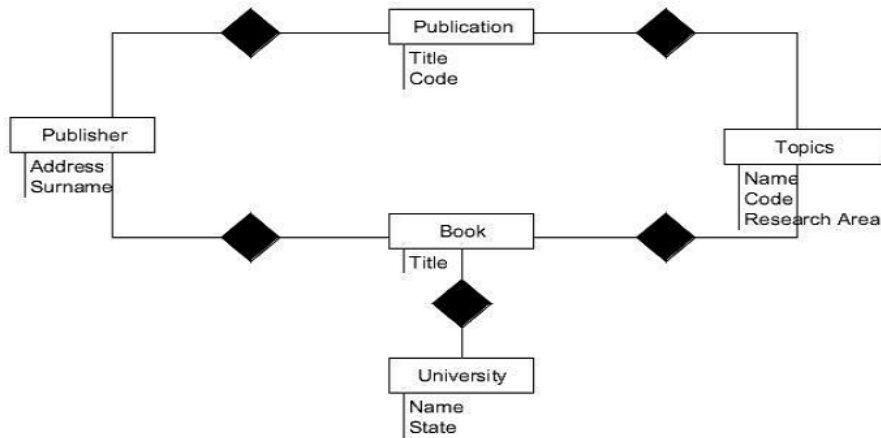 Publication
Title
Code
Publisher
Address
Surname
Topics
Name
Code
Research Area
Book
Title
University
Name
State